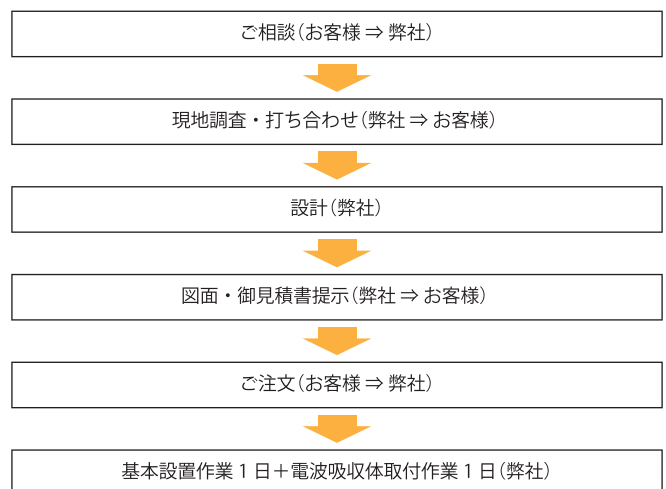 ご相談(お客様 ⇒ 弊社)
現地調査・打ち合わせ(弊社 ⇒ お客様)
設計(弊社)
図面・御見積書提示(弊社 ⇒ お客様)
ご注文(お客様 ⇒ 弊社)
基本設置作業 1 日＋電波吸収体取付作業 1 日(弊社)